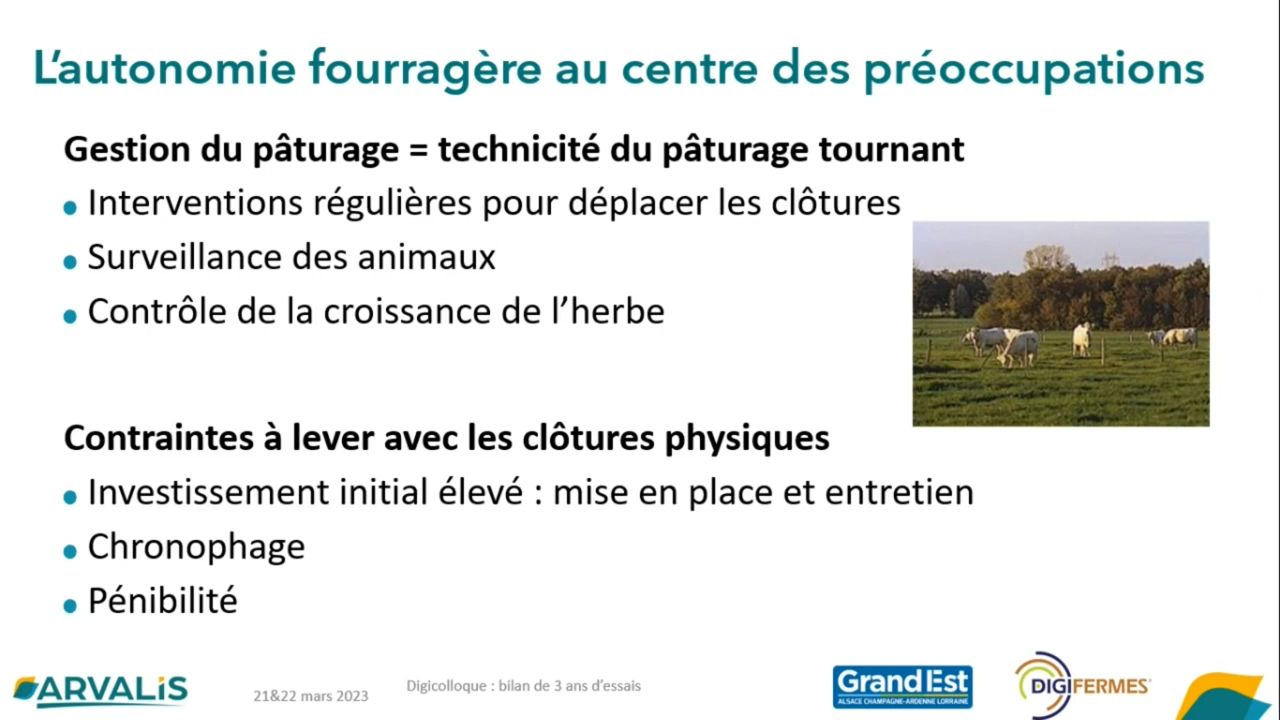 L'autonomie fourragère au centre des préoccupations
Gestion du pâturage = technicité du pâturage tournant
Interventions régulières pour déplacer les clôtures
Surveillance des animaux
Contrôle de la croissance de l'herbe
Contraintes à lever avec les clôtures physiques
Investissement initial élevé : mise en place et entretien
Chronophage
Pénibilité
ARVALiS
21&22 mars 2023
Digicolloque : bilan de 3 ans d'essais
Grand Est
ALSACE CHAMPAGNE-ARDENNE LORRAINE
DIGIFERMES